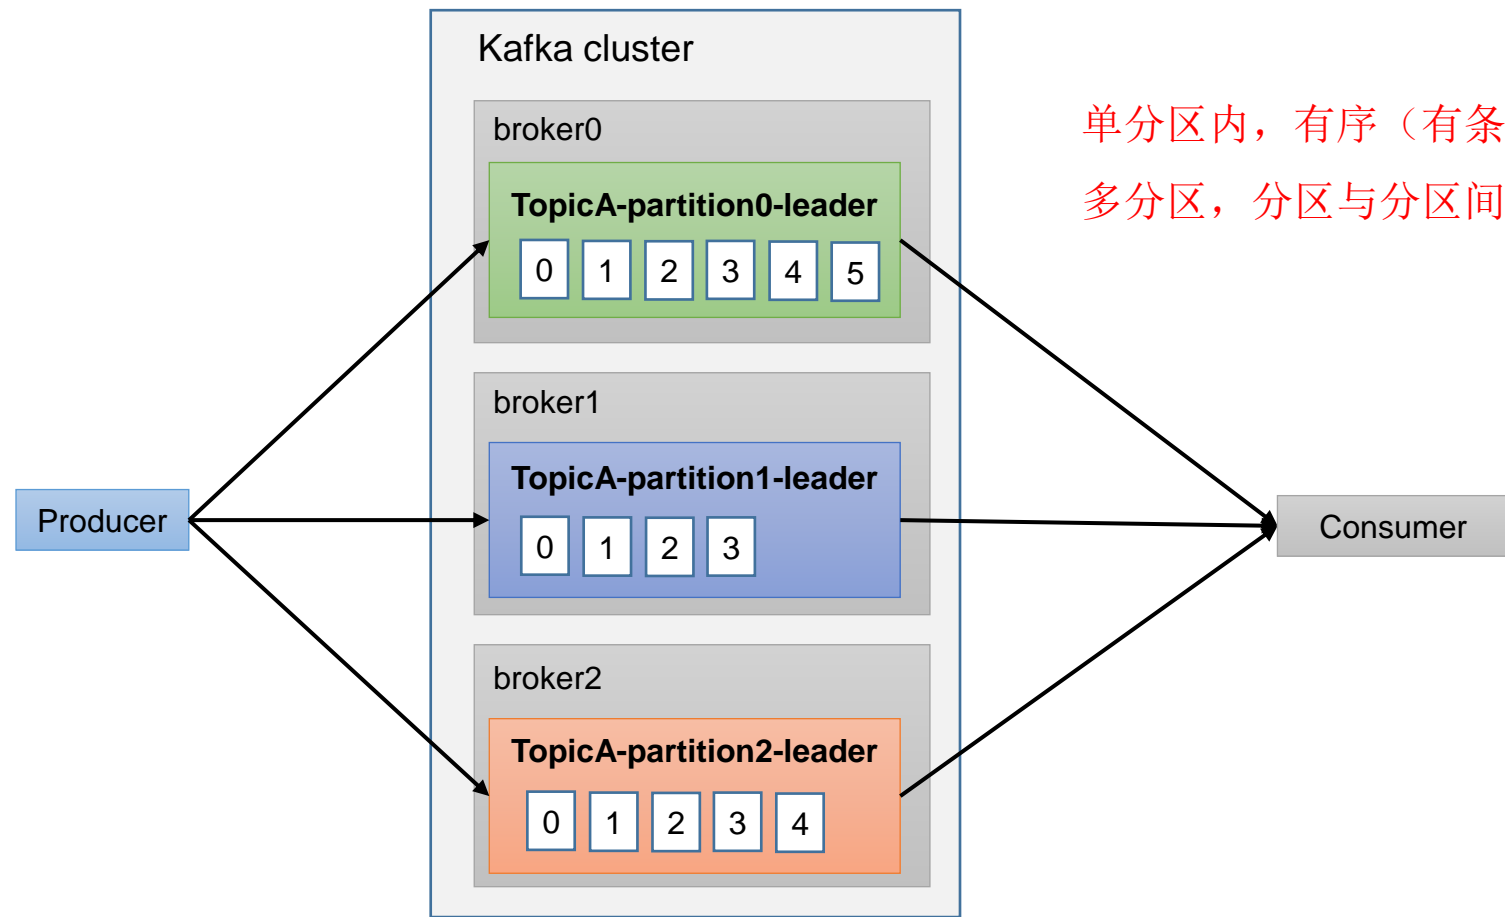 Kafka cluster
broker0
TopicA-partition0-leader
0 1 2 3 4 5
broker1
TopicA-partition1-leader
0 1 2 3
broker2
TopicA-partition2-leader
0 1 2 3 4
Producer
Consumer
单分区内，有序（有条
多分区，分区与分区间